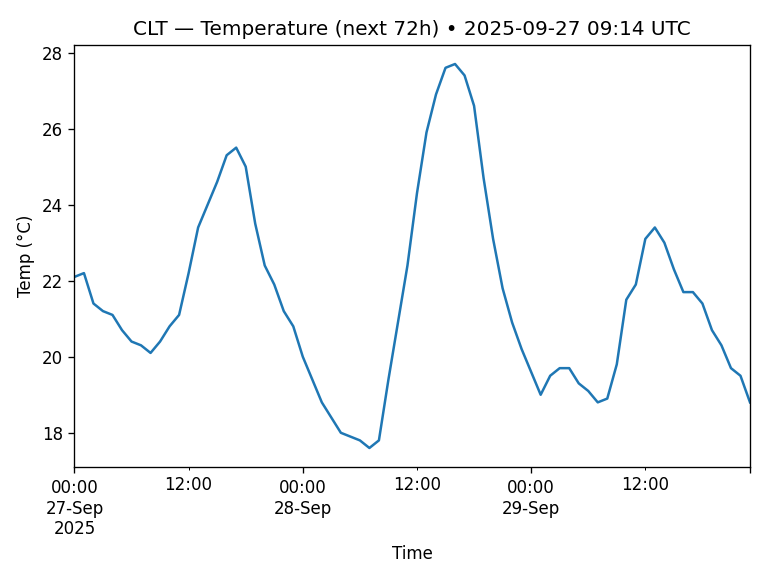 CLT — Temperature (next 72h) • 2025-09-27 09:14 UTC
28
26
24
22
20
18
Temp (°C)
00:00 12:00 00:00 12:00 00:00 12:00
27-Sep 28-Sep 29-Sep
2025
Time